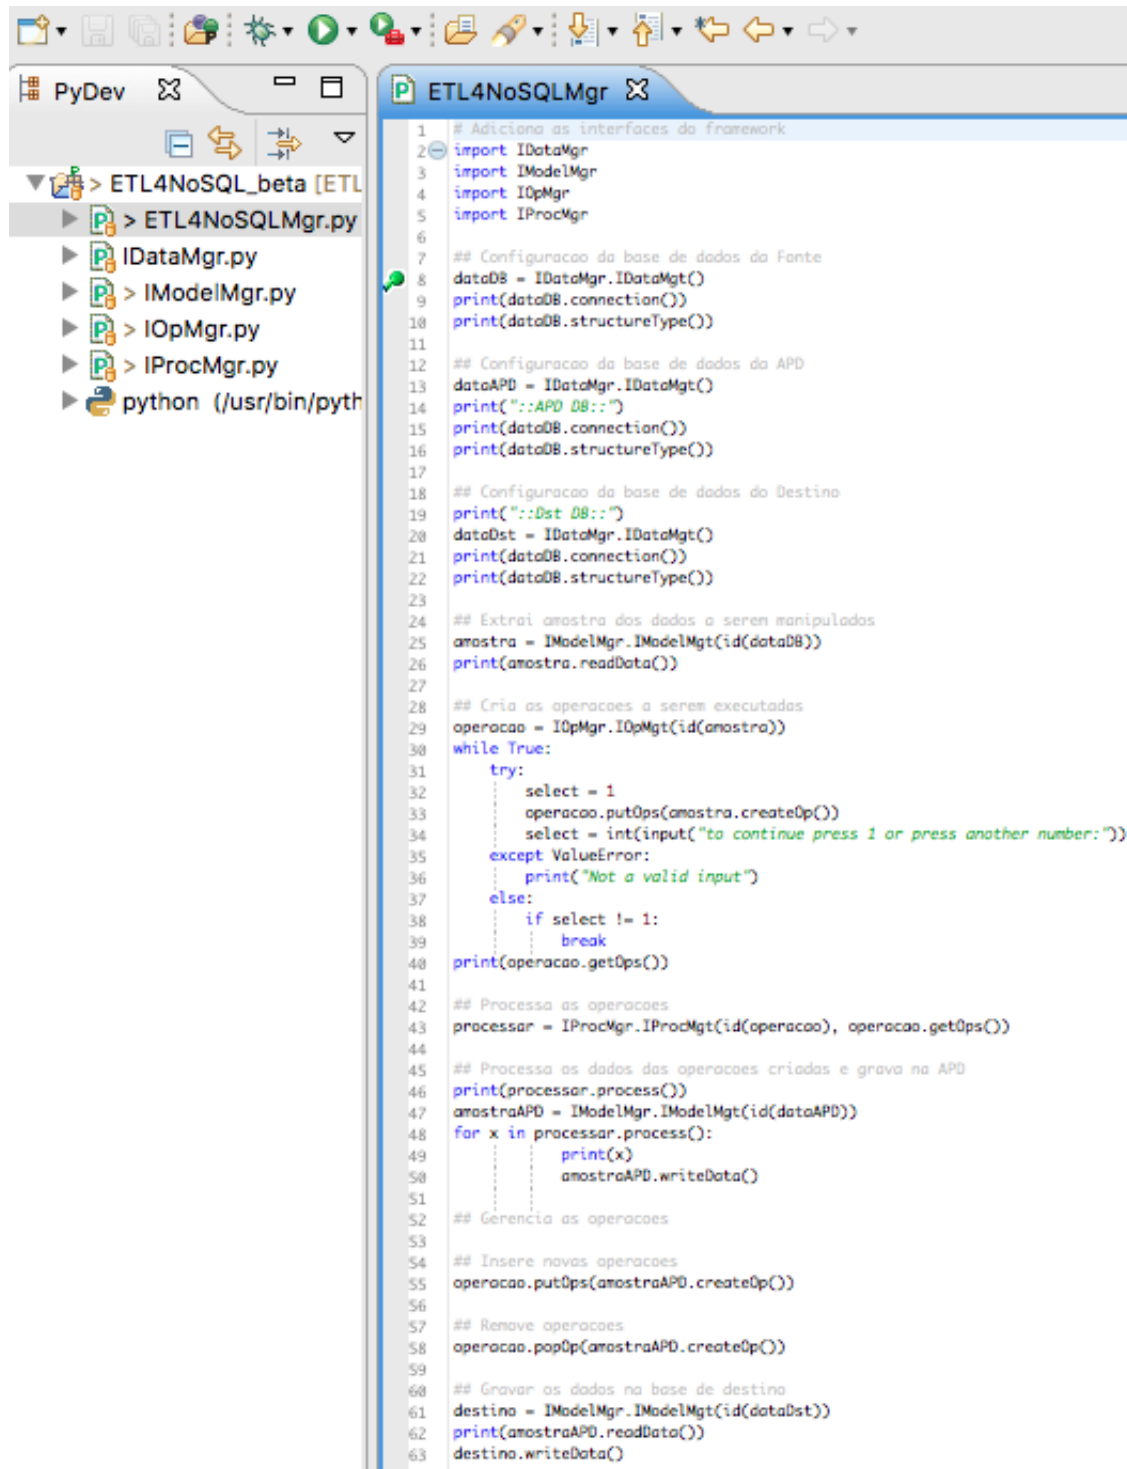 PyDev
ETL4NoSQLMgr
> ETL4NoSQL_beta [ETL
> ETL4NoSQLMgr.py
IDataMgr.py
> IModelMgr.py
> IOpMgr.py
> IProcMgr.py
python (/usr/bin/pyth
1 # Adiciona as interfaces do framework
2 import IDataMgr
3 import IModelMgr
4 import IOpMgr
5 import IProcMgr
6
7 ## Configuracao da base de dados da Fonte
8 dataDB = IDataMgr.IDataMgt()
9 print(dataDB.connection())
10 print(dataDB.structureType())
11
12 ## Configuracao da base de dados da APD
13 dataAPD = IDataMgr.IDataMgt()
14 print("::APD DB::")
15 print(dataDB.connection())
16 print(dataDB.structureType())
17
18 ## Configuracao da base de dados do Destino
19 print("::Dst DB::")
20 dataDst = IDataMgr.IDataMgt()
21 print(dataDB.connection())
22 print(dataDB.structureType())
23
24 ## Extrai amostra dos dados a serem manipulados
25 amostra = IModelMgr.IModelMgt(id(dataDB))
26 print(amostra.readData())
27
28 ## Cria as operacoes a serem executadas
29 operacao = IOpMgr.IOpMgt(id(amostra))
30 while True:
31 try:
32 select = 1
33 operacao.putOps(amostra.createOp())
34 select = int(input("to continue press 1 or press another number:"))
35 except ValueError:
36 print("Not a valid input")
37 else:
38 if select != 1:
39 break
40 print(operacao.getOps())
41
42 ## Processa as operacoes
43 processar = IProcMgr.IProcMgt(id(operacao), operacao.getOps())
44
45 ## Processa os dados das operacoes criadas e grava na APD
46 print(processar.process())
47 amostraAPD = IModelMgr.IModelMgt(id(dataAPD))
48 for x in processar.process():
49 print(x)
50 amostraAPD.writeData()
51
52 ## Gerencia as operacoes
53
54 ## Insere novas operacoes
55 operacao.putOps(amostraAPD.createOp())
56
57 ## Remove operacoes
58 operacao.popOp(amostraAPD.createOp())
59
60 ## Gravar os dados na base de destino
61 destino = IModelMgr.IModelMgt(id(dataDst))
62 print(amostraAPD.readData())
63 destino.writeData()